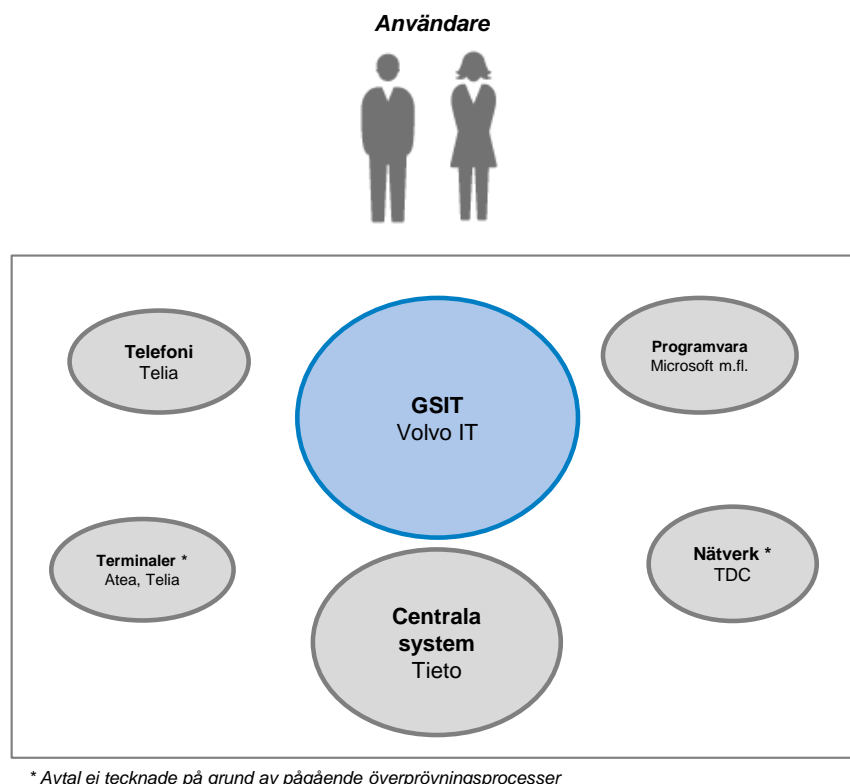 Användare
Telefoni
Telia
GSIT
Volvo IT
Programvara
Microsoft m.fl.
Terminaler *
Atea, Telia
Centrala
system
Tieto
Nätverk *
TDC
* Avtal ej tecknade på grund av pågående överprövningsprocesser